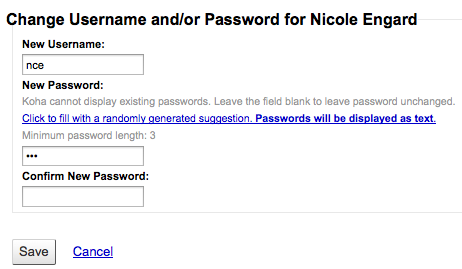 Change Username and/or Password for Nicole Engard
New Username:
nce
New Password:
Koha cannot display existing passwords. Leave the field blank to leave password unchanged.
Click to fill with a randomly generated suggestion. Passwords will be displayed as text.
Minimum password length: 3
•••
Confirm New Password:
Save Cancel